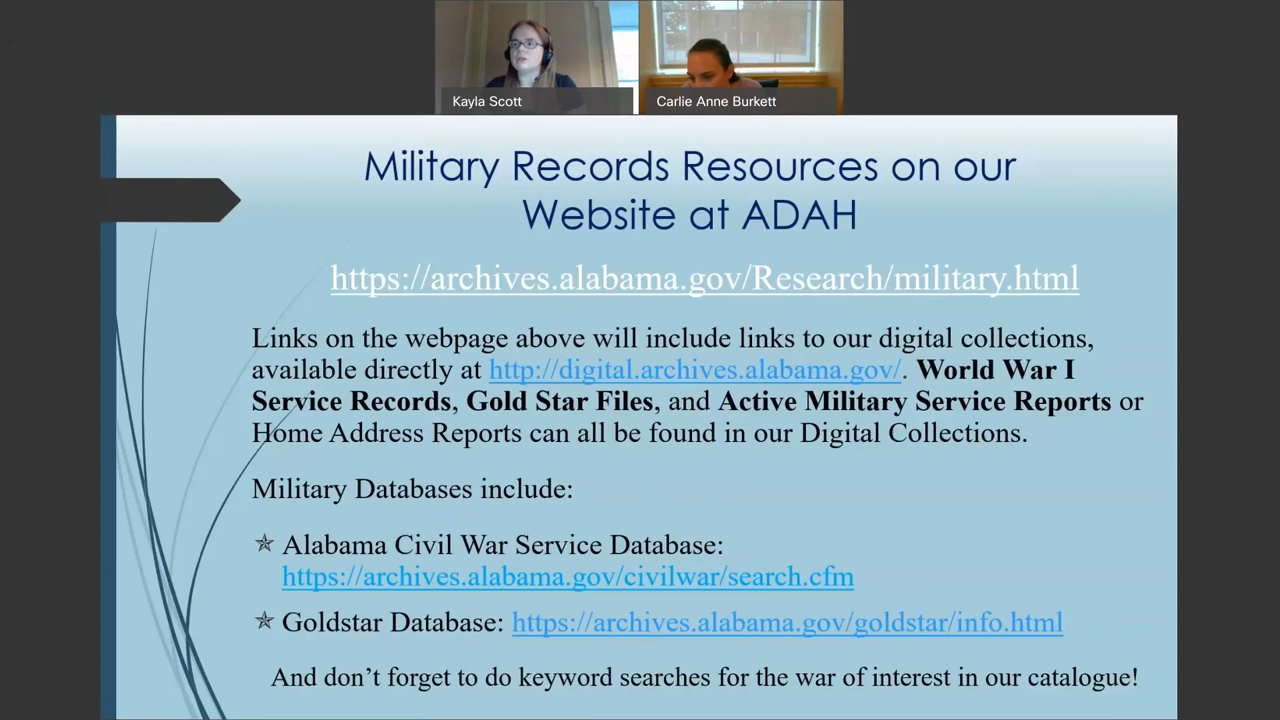 Kayla Scott
Carlie Anne Burkett
Military Records Resources on our
Website at ADAH
https://archives.alabama.gov/Research/military.html
Links on the webpage above will include links to our digital collections,
available directly at http://digital.archives.alabama.gov/. World War I
Service Records, Gold Star Files, and Active Military Service Reports or
Home Address Reports can all be found in our Digital Collections.
Military Databases include:
Alabama Civil War Service Database:
https://archives.alabama.gov/civilwar/search.cfm
Goldstar Database: https://archives.alabama.gov/goldstar/info.html
And don’t forget to do keyword searches for the war of interest in our catalogue!